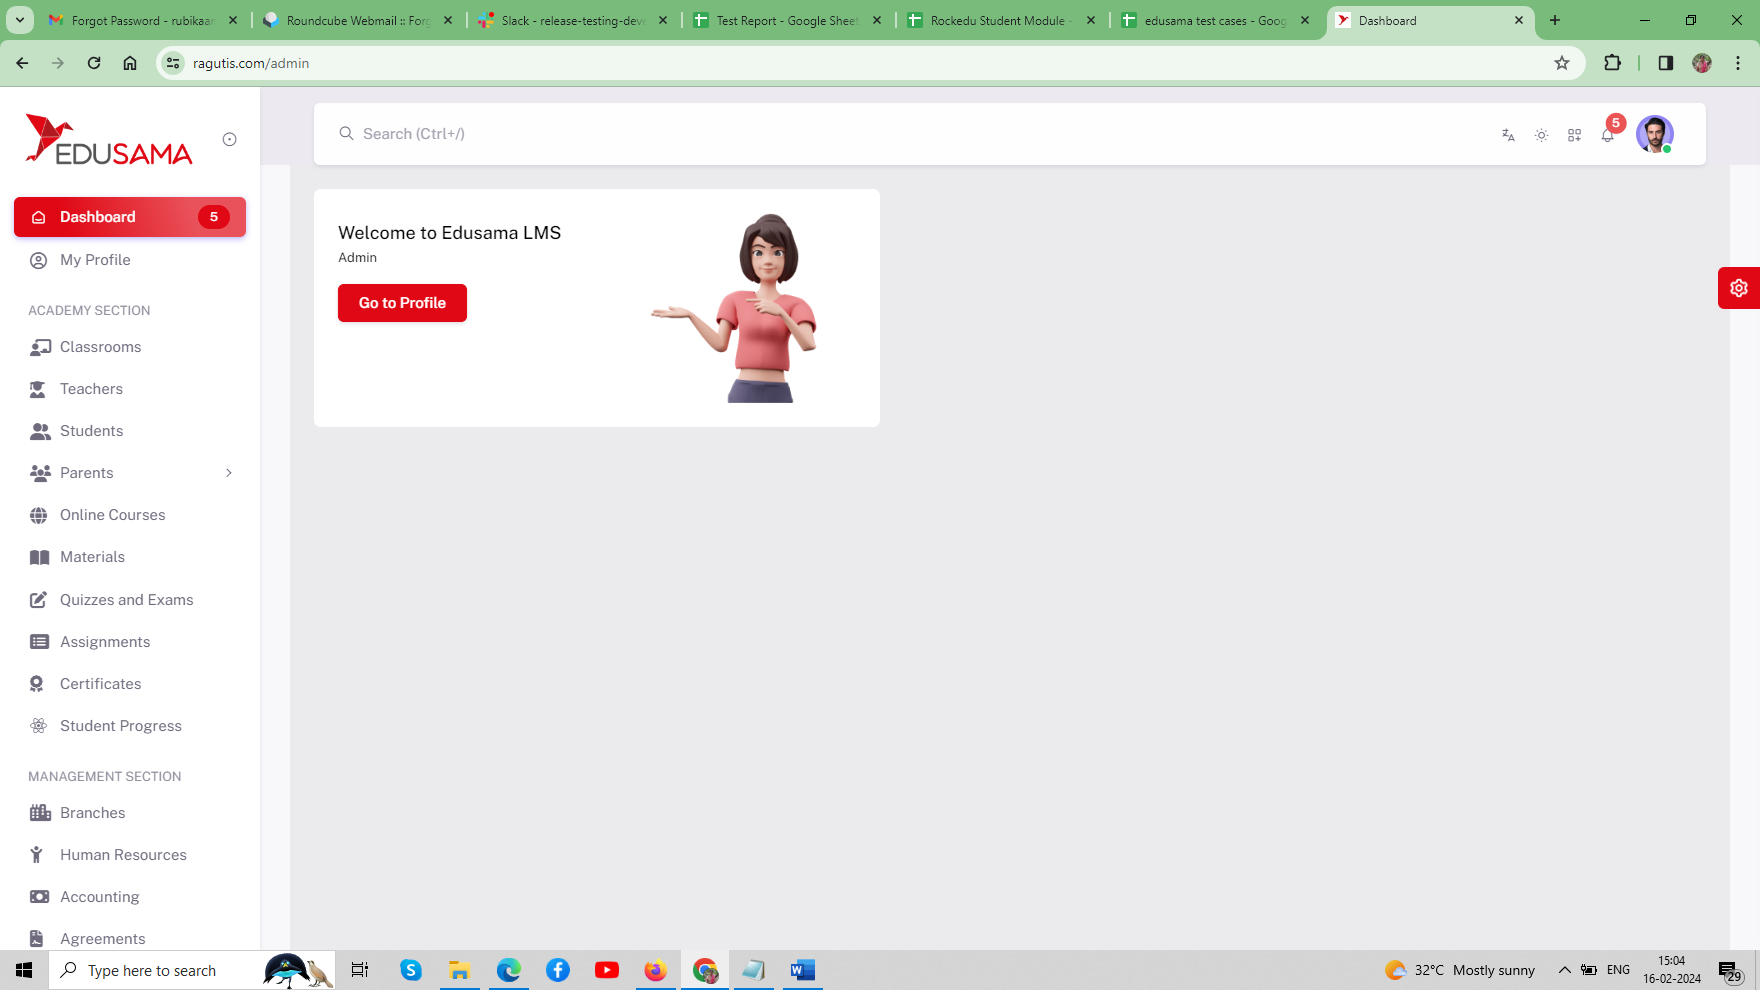 Forgot Password - rubikaar
Roundcube Webmail :: Forg
Slack - release-testing-deve
Test Report - Google Sheet
Rockedu Student Module -
edusama test cases - Goog
Dashboard
ragutis.com/admin
EDUSAMA
Search (Ctrl+/)
5
Dashboard
5
My Profile
ACADEMY SECTION
Classrooms
Teachers
Students
Parents
Online Courses
Materials
Quizzes and Exams
Assignments
Certificates
Student Progress
MANAGEMENT SECTION
Branches
Human Resources
Accounting
Agreements
Welcome to Edusama LMS
Admin
Go to Profile
Type here to search
32°C Mostly sunny
ENG
15:04
16-02-2024
29